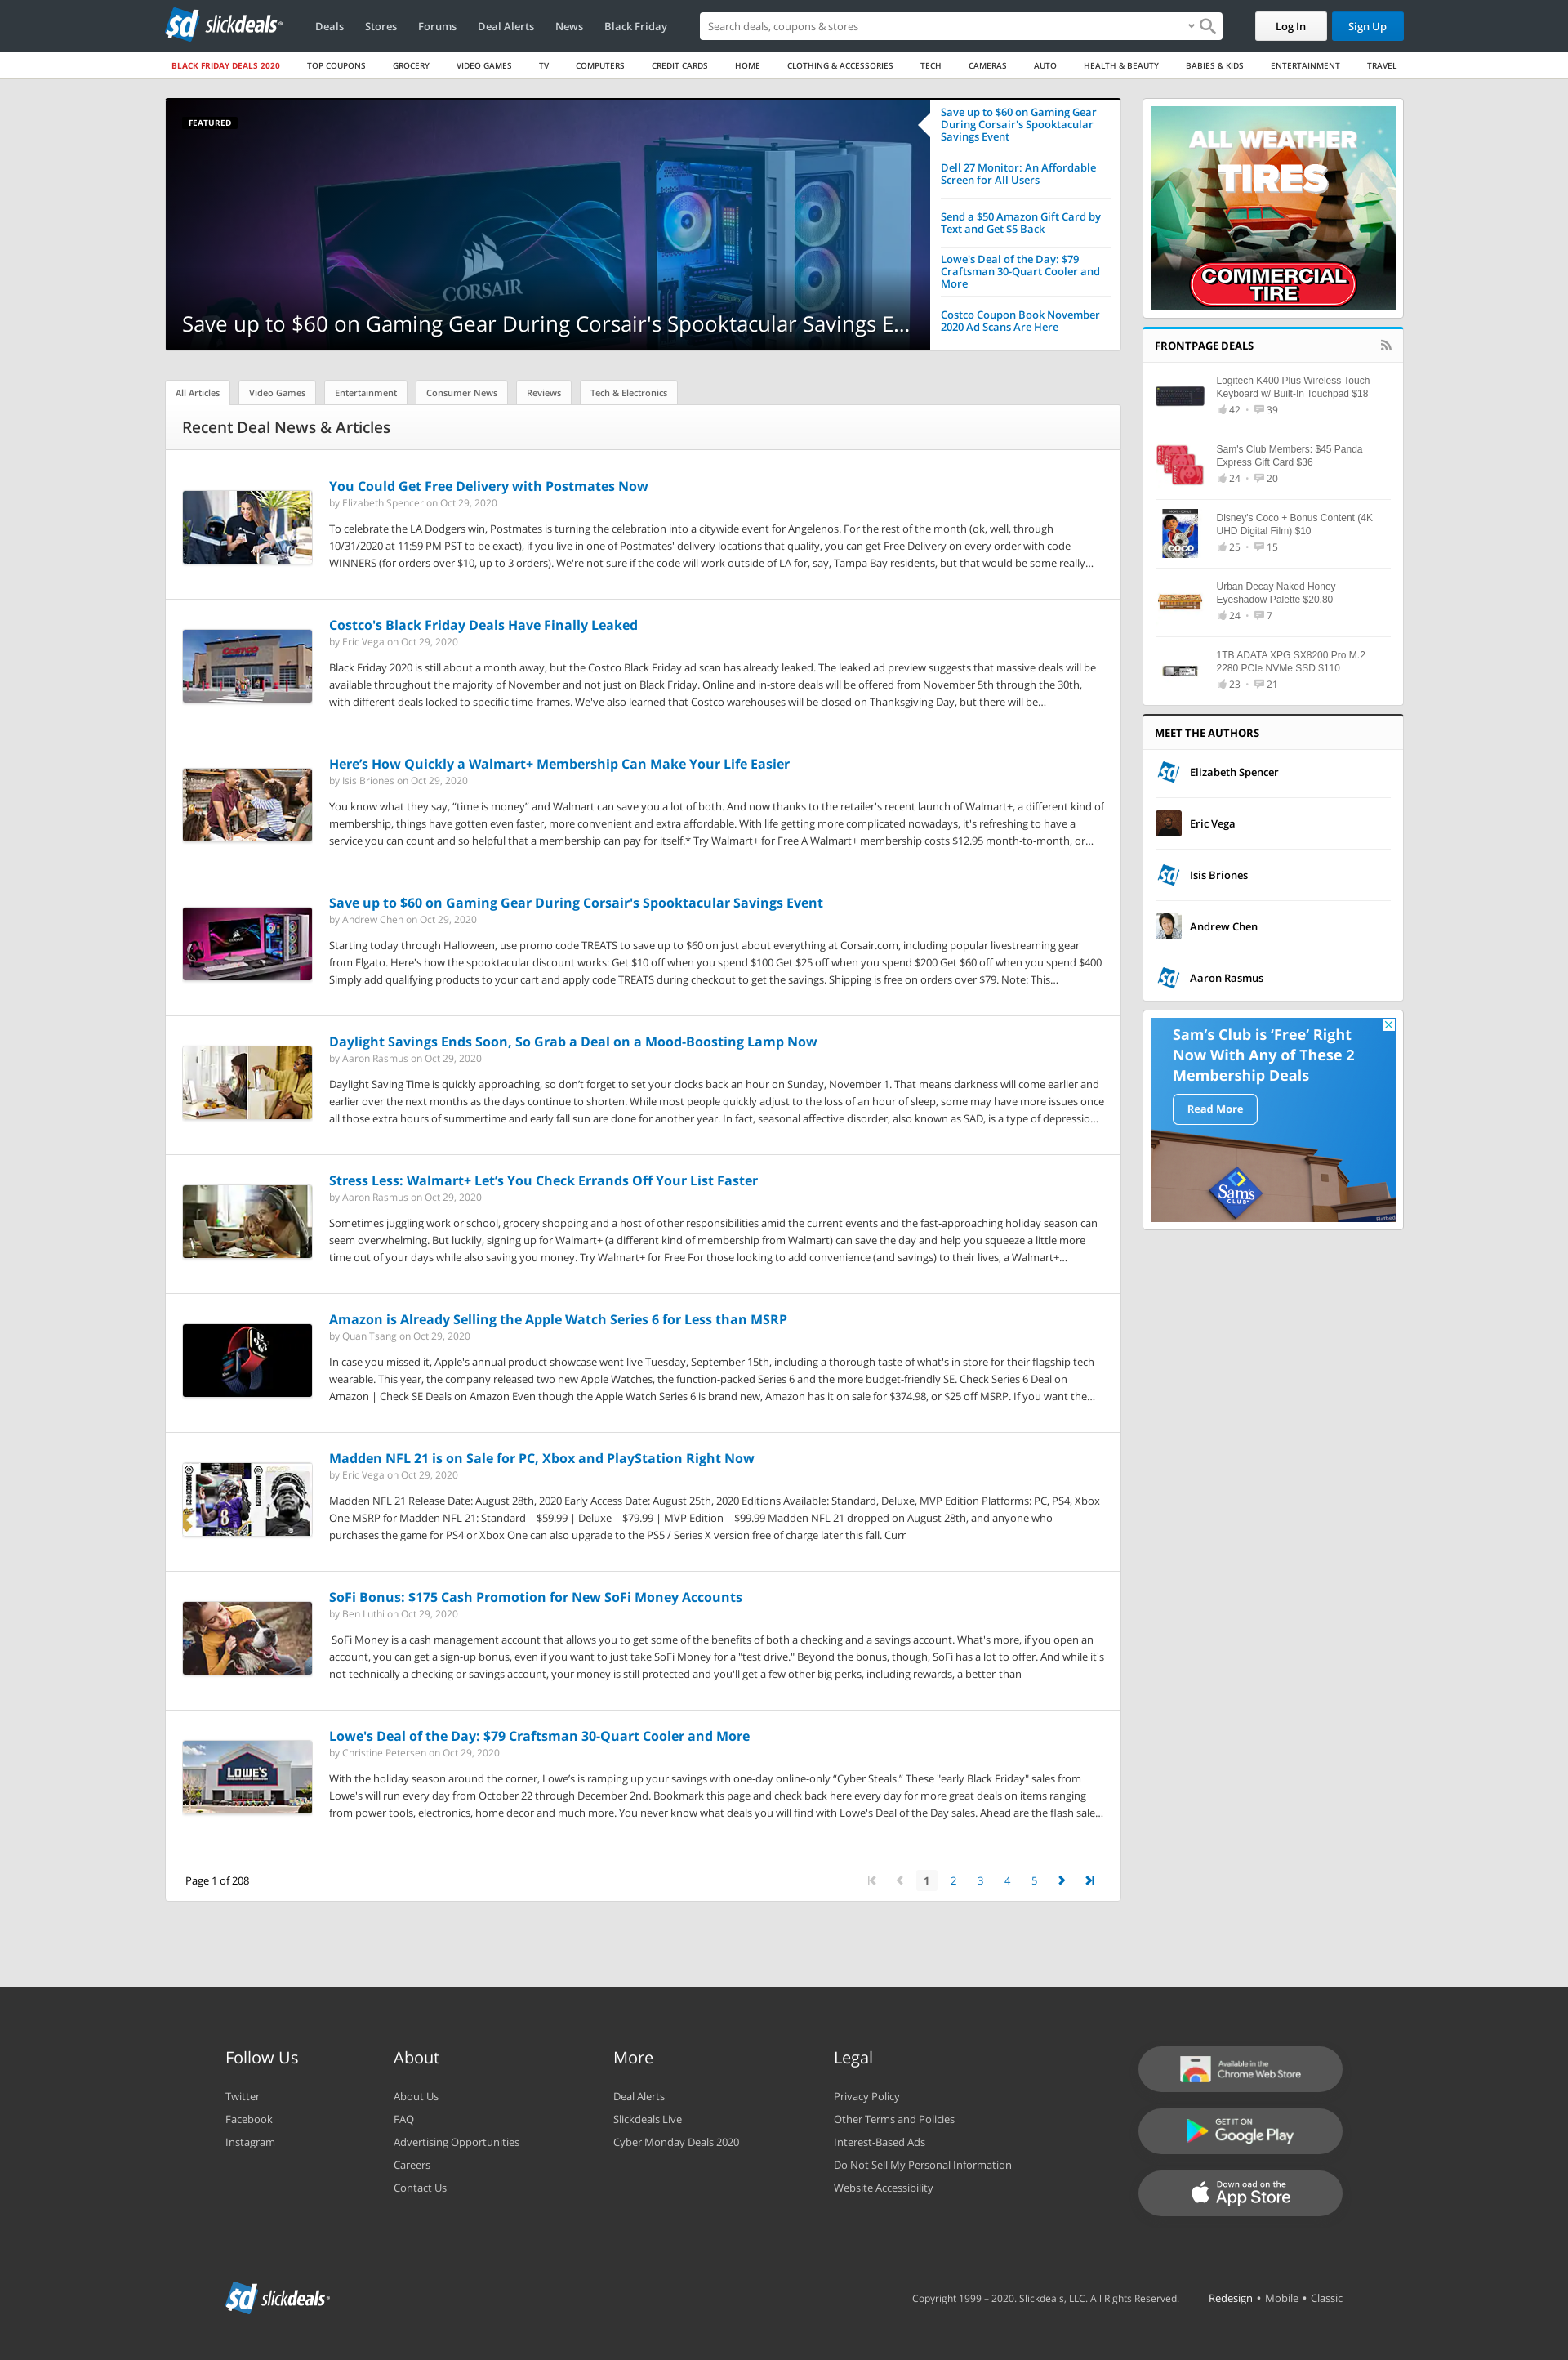 sd slickdeals
Deals Stores Forums Deal Alerts News Black Friday
Search deals, coupons & stores
Log In Sign Up
BLACK FRIDAY DEALS 2020 TOP COUPONS GROCERY VIDEO GAMES TV COMPUTERS CREDIT CARDS HOME CLOTHING & ACCESSORIES TECH CAMERAS AUTO HEALTH & BEAUTY BABIES & KIDS ENTERTAINMENT TRAVEL
FEATURED
CORSAIR
Save up to $60 on Gaming Gear During Corsair's Spooktacular Savings E...
Save up to $60 on Gaming Gear
During Corsair's Spooktacular
Savings Event
Dell 27 Monitor: An Affordable
Screen for All Users
Send a $50 Amazon Gift Card by
Text and Get $5 Back
Lowe's Deal of the Day: $79
Craftsman 30-Quart Cooler and
More
Costco Coupon Book November
2020 Ad Scans Are Here
All Articles Video Games Entertainment Consumer News Reviews Tech & Electronics
Recent Deal News & Articles
You Could Get Free Delivery with Postmates Now
by Elizabeth Spencer on Oct 29, 2020
To celebrate the LA Dodgers win, Postmates is turning the celebration into a citywide event for Angelenos. For the rest of the month (ok, well, through
10/31/2020 at 11:59 PM PST to be exact), if you live in one of Postmates' delivery locations that qualify, you can get Free Delivery on every order with code
WINNERS (for orders over $10, up to 3 orders). We're not sure if the code will work outside of LA for, say, Tampa Bay residents, but that would be some really...
COSTCO
Costco's Black Friday Deals Have Finally Leaked
by Eric Vega on Oct 29, 2020
Black Friday 2020 is still about a month away, but the Costco Black Friday ad scan has already leaked. The leaked ad preview suggests that massive deals will be
available throughout the majority of November and not just on Black Friday. Online and in-store deals will be offered from November 5th through the 30th,
with different deals locked to specific time-frames. We've also learned that Costco warehouses will be closed on Thanksgiving Day, but there will be...
Here’s How Quickly a Walmart+ Membership Can Make Your Life Easier
by Isis Briones on Oct 29, 2020
You know what they say, “time is money” and Walmart can save you a lot of both. And now thanks to the retailer's recent launch of Walmart+, a different kind of
membership, things have gotten even faster, more convenient and extra affordable. With life getting more complicated nowadays, it's refreshing to have a
service you can count and so helpful that a membership can pay for itself.* Try Walmart+ for Free A Walmart+ membership costs $12.95 month-to-month, or...
Save up to $60 on Gaming Gear During Corsair's Spooktacular Savings Event
by Andrew Chen on Oct 29, 2020
Starting today through Halloween, use promo code TREATS to save up to $60 on just about everything at Corsair.com, including popular livestreaming gear
from Elgato. Here's how the spooktacular discount works: Get $10 off when you spend $100 Get $25 off when you spend $200 Get $60 off when you spend $400
Simply add qualifying products to your cart and apply code TREATS during checkout to get the savings. Shipping is free on orders over $79. Note: This...
Daylight Savings Ends Soon, So Grab a Deal on a Mood-Boosting Lamp Now
by Aaron Rasmus on Oct 29, 2020
Daylight Saving Time is quickly approaching, so don’t forget to set your clocks back an hour on Sunday, November 1. That means darkness will come earlier and
earlier over the next months as the days continue to shorten. While most people quickly adjust to the loss of an hour of sleep, some may have more issues once
all those extra hours of summertime and early fall sun are done for another year. In fact, seasonal affective disorder, also known as SAD, is a type of depressio...
Stress Less: Walmart+ Let’s You Check Errands Off Your List Faster
by Aaron Rasmus on Oct 29, 2020
Sometimes juggling work or school, grocery shopping and a host of other responsibilities amid the current events and the fast-approaching holiday season can
seem overwhelming. But luckily, signing up for Walmart+ (a different kind of membership from Walmart) can save the day and help you squeeze a little more
time out of your days while also saving you money. Try Walmart+ for Free For those looking to add convenience (and savings) to their lives, a Walmart+...
Amazon is Already Selling the Apple Watch Series 6 for Less than MSRP
by Quan Tsang on Oct 29, 2020
In case you missed it, Apple's annual product showcase went live Tuesday, September 15th, including a thorough taste of what's in store for their flagship tech
wearable. This year, the company released two new Apple Watches, the function-packed Series 6 and the more budget-friendly SE. Check Series 6 Deal on
Amazon | Check SE Deals on Amazon Even though the Apple Watch Series 6 is brand new, Amazon has it on sale for $374.98, or $25 off MSRP. If you want the...
MADDEN 21
8
MADDEN 21
Madden NFL 21 is on Sale for PC, Xbox and PlayStation Right Now
by Eric Vega on Oct 29, 2020
Madden NFL 21 Release Date: August 28th, 2020 Early Access Date: August 25th, 2020 Editions Available: Standard, Deluxe, MVP Edition Platforms: PC, PS4, Xbox
One MSRP for Madden NFL 21: Standard – $59.99 | Deluxe – $79.99 | MVP Edition – $99.99 Madden NFL 21 dropped on August 28th, and anyone who
purchases the game for PS4 or Xbox One can also upgrade to the PS5 / Series X version free of charge later this fall. Curr
SoFi Bonus: $175 Cash Promotion for New SoFi Money Accounts
by Ben Luthi on Oct 29, 2020
SoFi Money is a cash management account that allows you to get some of the benefits of both a checking and a savings account. What's more, if you open an
account, you can get a sign-up bonus, even if you want to just take SoFi Money for a "test drive." Beyond the bonus, though, SoFi has a lot to offer. And while it's
not technically a checking or savings account, your money is still protected and you'll get a few other big perks, including rewards, a better-than-
LOWE'S
Lowe's Deal of the Day: $79 Craftsman 30-Quart Cooler and More
by Christine Petersen on Oct 29, 2020
With the holiday season around the corner, Lowe’s is ramping up your savings with one-day online-only “Cyber Steals.” These "early Black Friday" sales from
Lowe's will run every day from October 22 through December 2nd. Bookmark this page and check back here every day for more great deals on items ranging
from power tools, electronics, home decor and much more. You never know what deals you will find with Lowe's Deal of the Day sales. Ahead are the flash sale...
Page 1 of 208
1 2 3 4 5
ALL WEATHER
TIRES
COMMERCIAL
TIRE
FRONTPAGE DEALS
Logitech K400 Plus Wireless Touch
Keyboard w/ Built-In Touchpad $18
42 • 39
Sam's Club Members: $45 Panda
Express Gift Card $36
24 • 20
COCO
Disney's Coco + Bonus Content (4K
UHD Digital Film) $10
25 • 15
Urban Decay Naked Honey
Eyeshadow Palette $20.80
24 • 7
1TB ADATA XPG SX8200 Pro M.2
2280 PCIe NVMe SSD $110
23 • 21
MEET THE AUTHORS
sd Elizabeth Spencer
Eric Vega
sd Isis Briones
Andrew Chen
sd Aaron Rasmus
Sam’s Club is ‘Free’ Right
Now With Any of These 2
Membership Deals
Read More
Sam's
CLUB
Follow Us
Twitter
Facebook
Instagram
About
About Us
FAQ
Advertising Opportunities
Careers
Contact Us
More
Deal Alerts
Slickdeals Live
Cyber Monday Deals 2020
Legal
Privacy Policy
Other Terms and Policies
Interest-Based Ads
Do Not Sell My Personal Information
Website Accessibility
Available in the
Chrome Web Store
GET IT ON
Google Play
Download on the
App Store
sd slickdeals
Copyright 1999 – 2020. Slickdeals, LLC. All Rights Reserved.
Redesign • Mobile • Classic